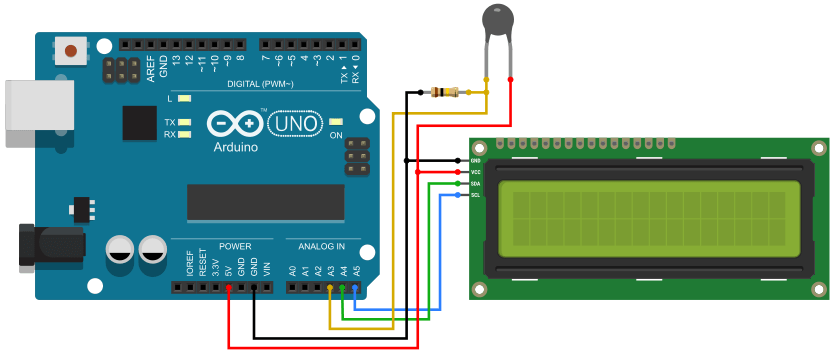 AREF
GND
13
12
~11
~10
~9
8
7
~6
~5
4
~3
2
TX ▸ 1
RX ◂ 0
DIGITAL (PWM~)
L
TX
RX
™
UNO
ON
Arduino
GND
VCC
SDA
SCL
POWER
ANALOG IN
IOREF
RESET
3.3V
5V
GND
GND
VIN
A0
A1
A2
A3
A4
A5